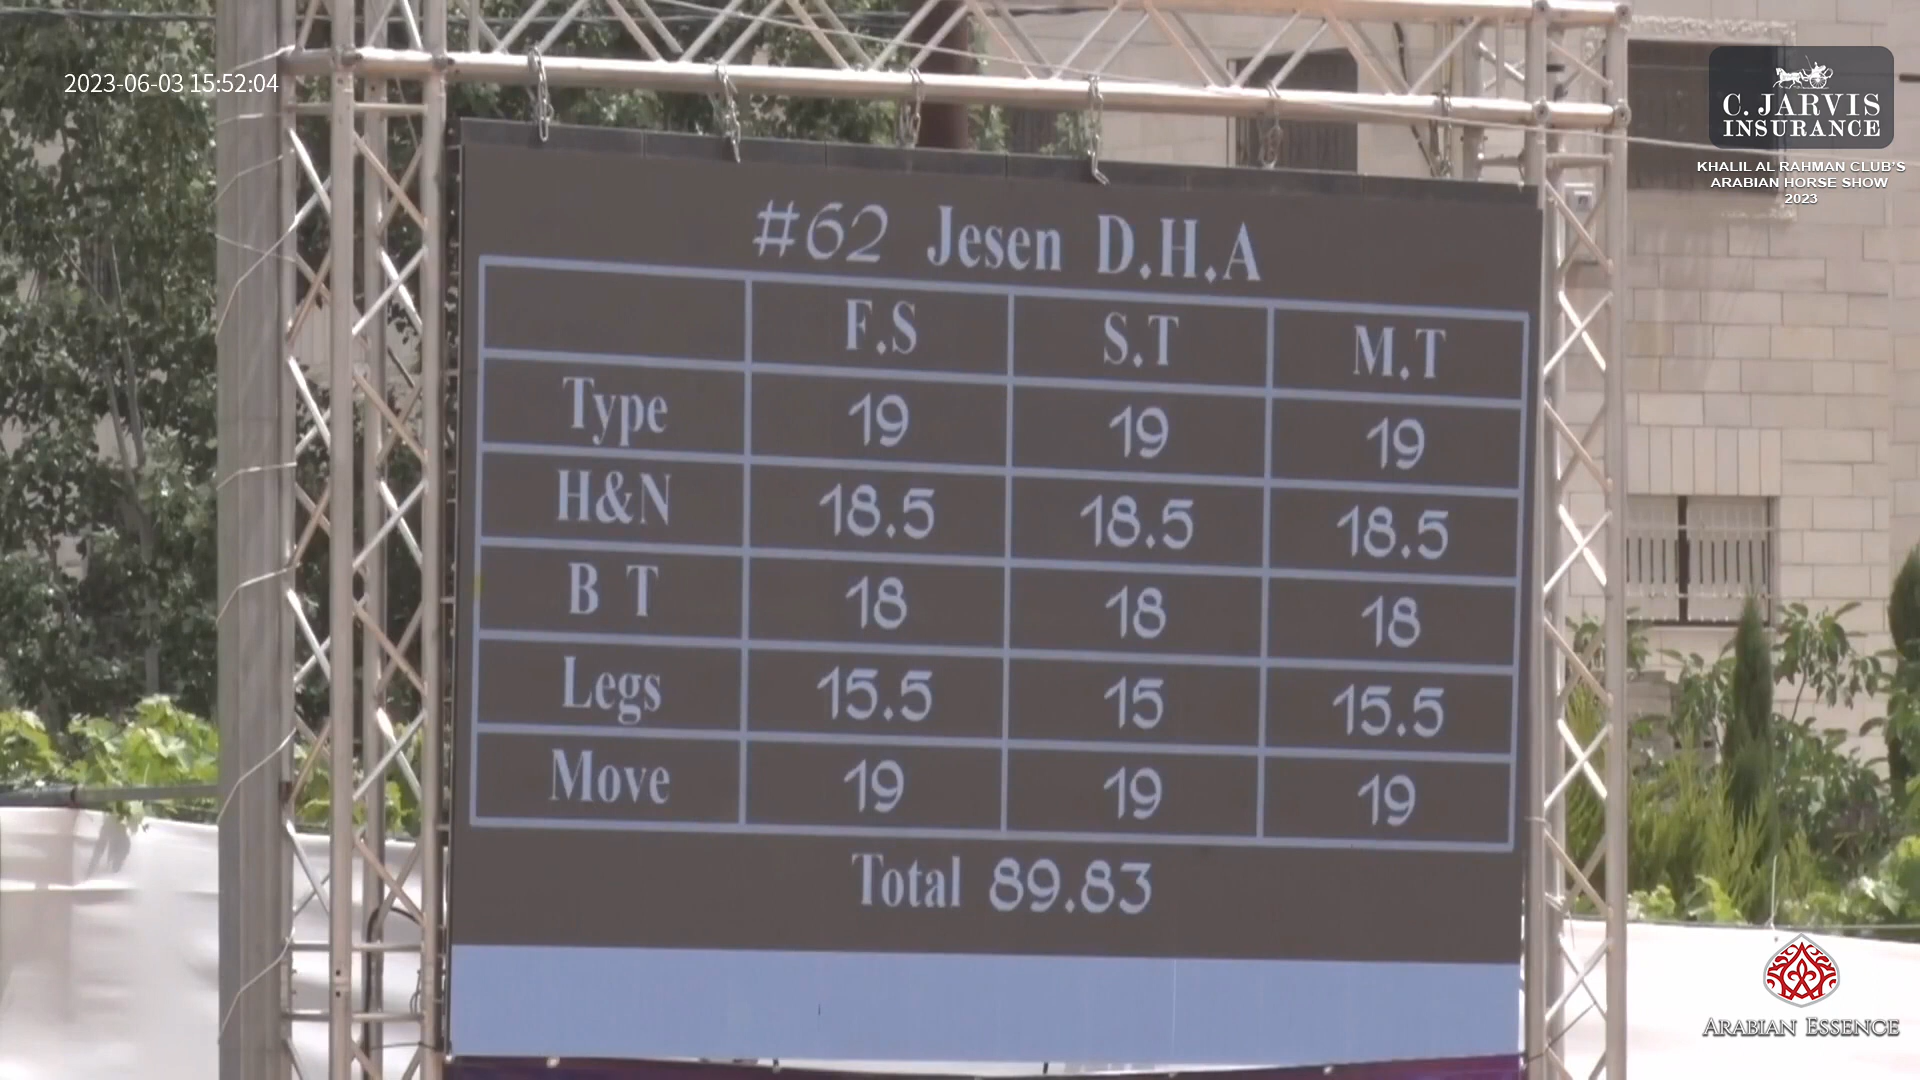 2023-06-03 15:52:04
C. JARVIS
INSURANCE
KHALIL AL RAHMAN CLUB'S
ARABIAN HORSE SHOW
2023
#62 Jesen D.H.A
F.S S.T M.T
Type 19 19 19
H&N 18.5 18.5 18.5
B T 18 18 18
Legs 15.5 15 15.5
Move 19 19 19
Total 89.83
ARABIAN ESSENCE